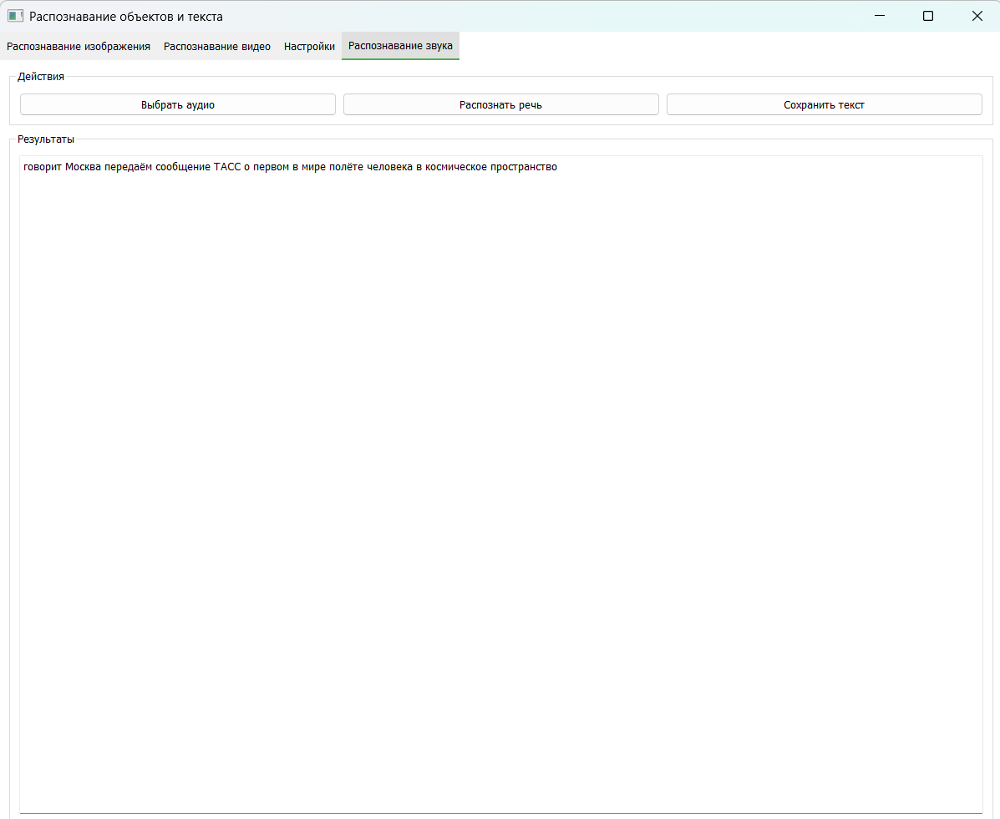 Распознавание объектов и текста
Распознавание изображения Распознавание видео Настройки Распознавание звука
Действия
Выбрать аудио Распознать речь Сохранить текст
Результаты
говорит Москва передаём сообщение ТАСС о первом в мире полёте человека в космическое пространство